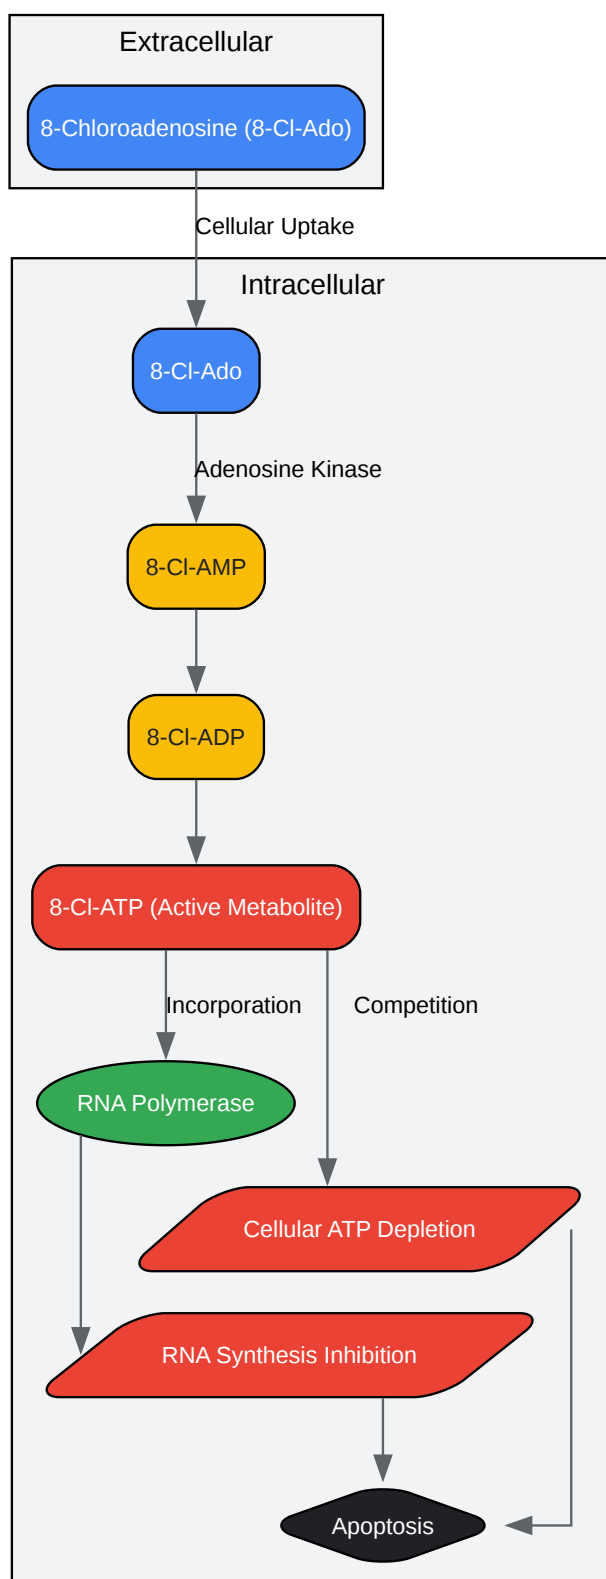 Extracellular
8-Chloroadenosine (8-Cl-Ado)
Cellular Uptake
Intracellular
8-Cl-Ado
Adenosine Kinase
8-Cl-AMP
8-Cl-ADP
8-Cl-ATP (Active Metabolite)
Incorporation
Competition
RNA Polymerase
Cellular ATP Depletion
RNA Synthesis Inhibition
Apoptosis